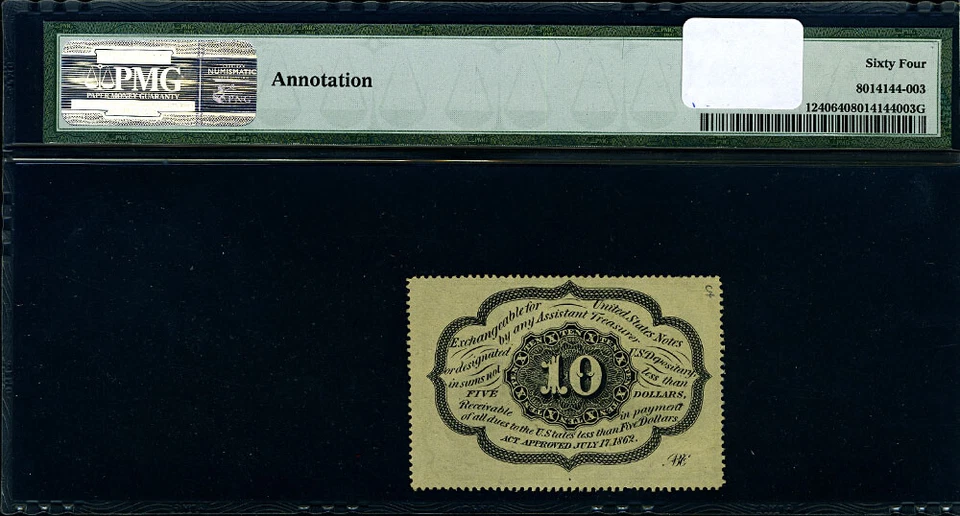 PMG
PAPER MONEY GUARANTY
NUMISMATIC
PNG
Annotation
Sixty Four
8014144-003
12406408014144003G
Exchangeable for United States Notes
by any Assistant Treasurer
or designated U.S. Depositary
in sums not less than
FIVE DOLLARS.
10
Receivable in payment
of all dues to the U. States less than Five Dollars.
ACT APPROVED JULY 17, 1862.
ABC